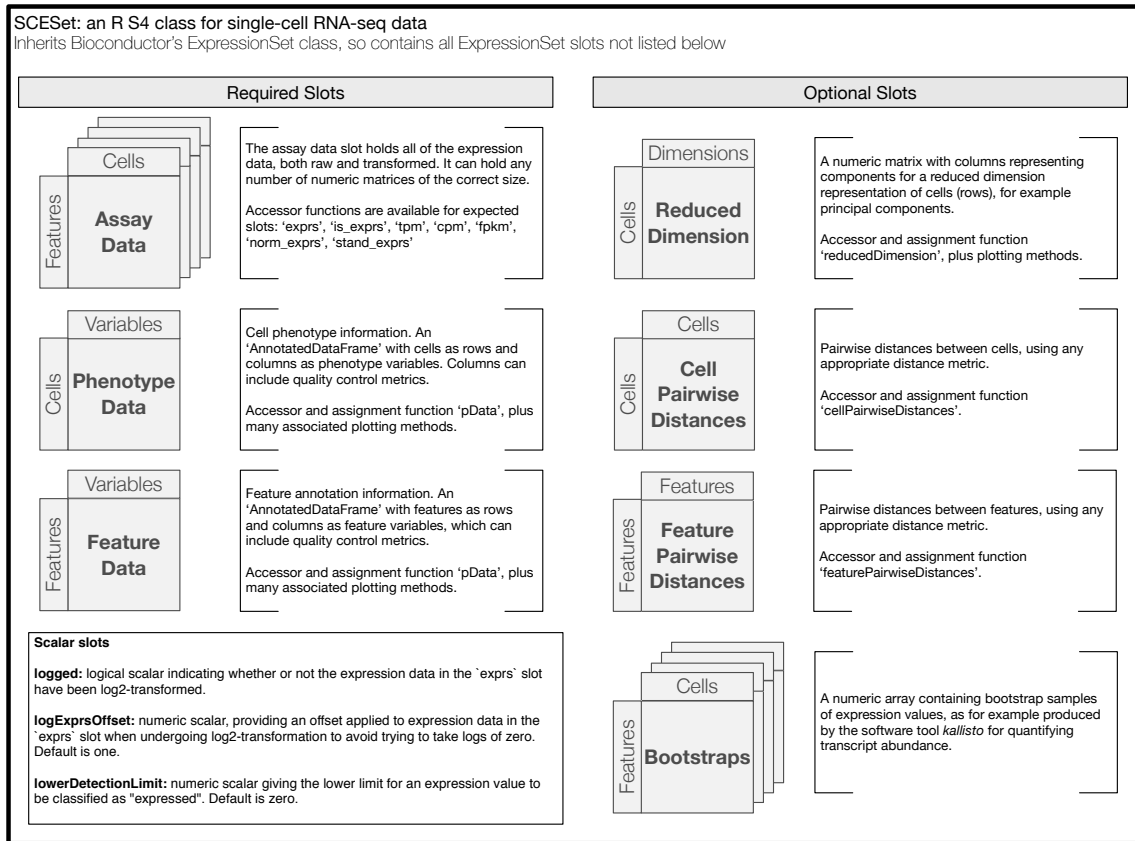 SCESet: an R S4 class for single-cell RNA-seq data
Inherits Bioconductor's ExpressionSet class, so contains all ExpressionSet slots not listed below
Required Slots
Cells
Features
Assay
Data
The assay data slot holds all of the expression
data, both raw and transformed. It can hold any
number of numeric matrices of the correct size.
Accessor functions are available for expected
slots: 'exprs', 'is_exprs', 'tpm', 'cpm', 'fpkm',
'norm_exprs', 'stand_exprs'
Variables
Cells
Phenotype
Data
Cell phenotype information. An
'AnnotatedDataFrame' with cells as rows and
columns as phenotype variables. Columns can
include quality control metrics.
Accessor and assignment function 'pData', plus
many associated plotting methods.
Variables
Features
Feature
Data
Feature annotation information. An
'AnnotatedDataFrame' with features as rows
and columns as feature variables, which can
include quality control metrics.
Accessor and assignment function 'pData', plus
many associated plotting methods.
Scalar slots
logged: logical scalar indicating whether or not the expression data in the `exprs` slot
have been log2-transformed.
logExprsOffset: numeric scalar, providing an offset applied to expression data in the
`exprs` slot when undergoing log2-transformation to avoid trying to take logs of zero.
Default is one.
lowerDetectionLimit: numeric scalar giving the lower limit for an expression value to
be classified as "expressed". Default is zero.
Optional Slots
Dimensions
Cells
Reduced
Dimension
A numeric matrix with columns representing
components for a reduced dimension
representation of cells (rows), for example
principal components.
Accessor and assignment function
'reducedDimension', plus plotting methods.
Cells
Cells
Cell
Pairwise
Distances
Pairwise distances between cells, using any
appropriate distance metric.
Accessor and assignment function
'cellPairwiseDistances'.
Features
Features
Feature
Pairwise
Distances
Pairwise distances between features, using any
appropriate distance metric.
Accessor and assignment function
'featurePairwiseDistances'.
Cells
Features
Bootstraps
A numeric array containing bootstrap samples
of expression values, as for example produced
by the software tool kallisto for quantifying
transcript abundance.